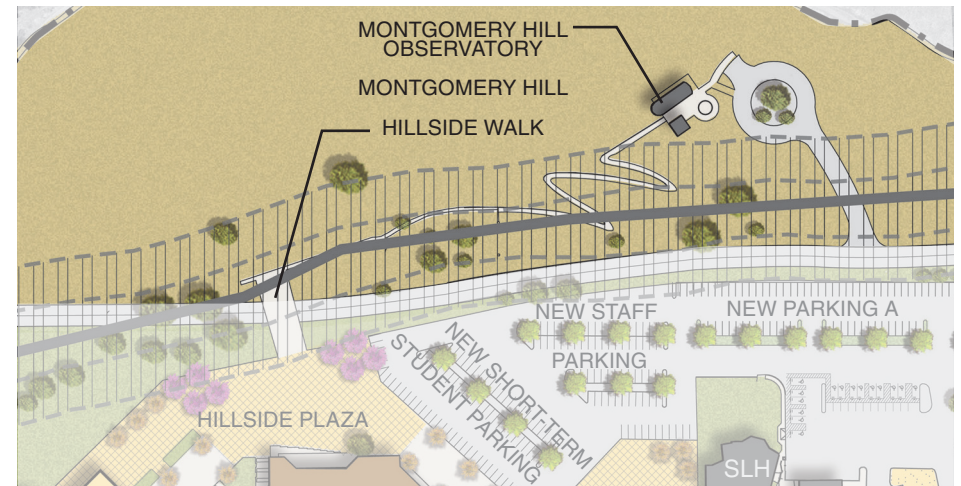 MONTGOMERY HILL
OBSERVATORY
MONTGOMERY HILL
HILLSIDE WALK
NEW STAFF
PARKING
NEW PARKING A
NEW SHORT-TERM
STUDENT PARKING
HILLSIDE PLAZA
SLH